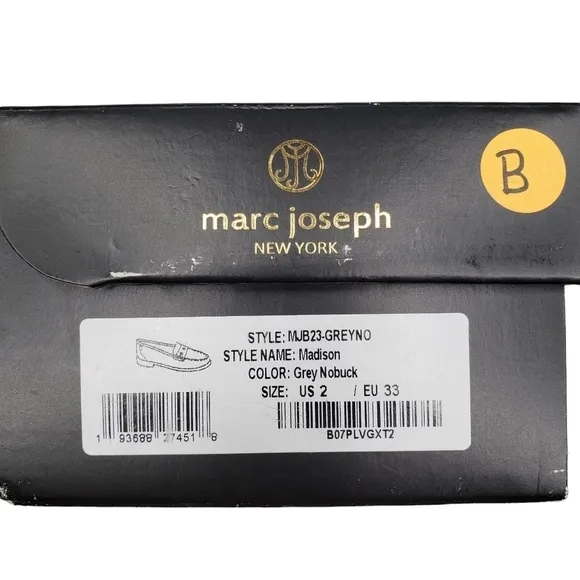 B
marc joseph
NEW YORK
STYLE: MJB23-GREYNO
STYLE NAME: Madison
COLOR: Grey Nobuck
SIZE: US 2 / EU 33
1 93688 27451 8
B07PLVGXT2